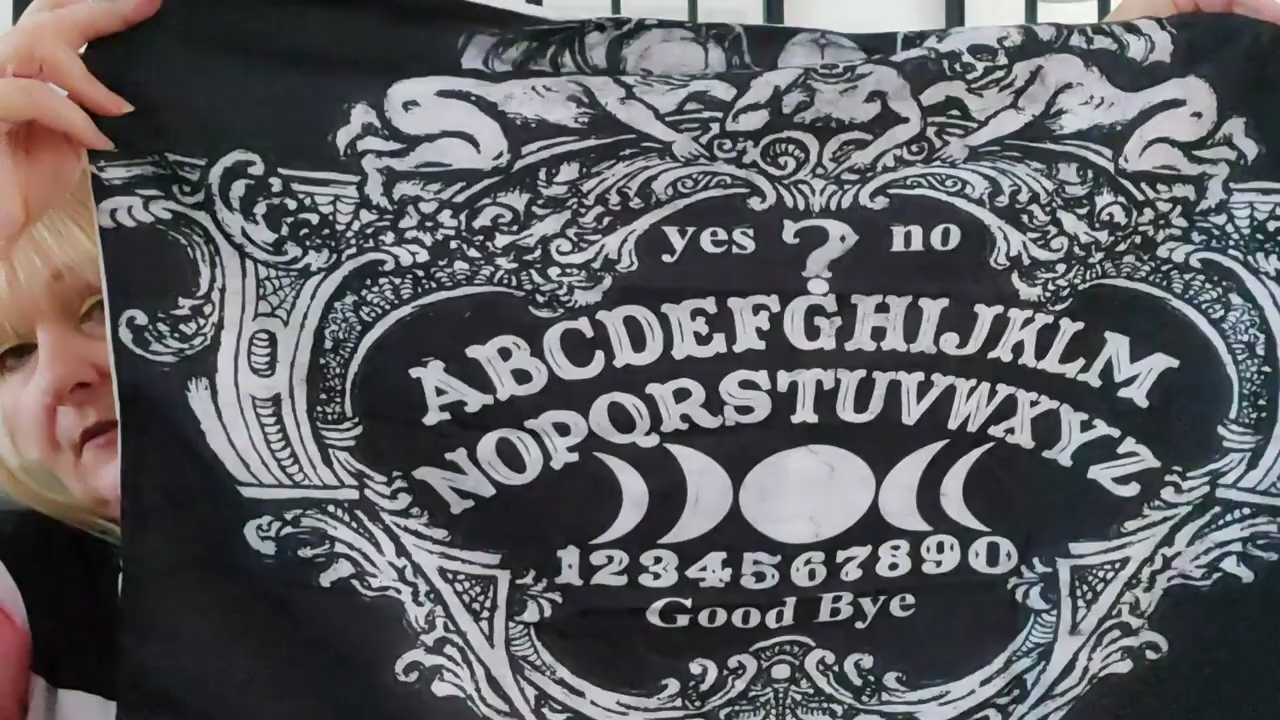 yes ? no
ABCDEFGHIJKLM
NOPQRSTUVWXYZ
1234567890
Good Bye